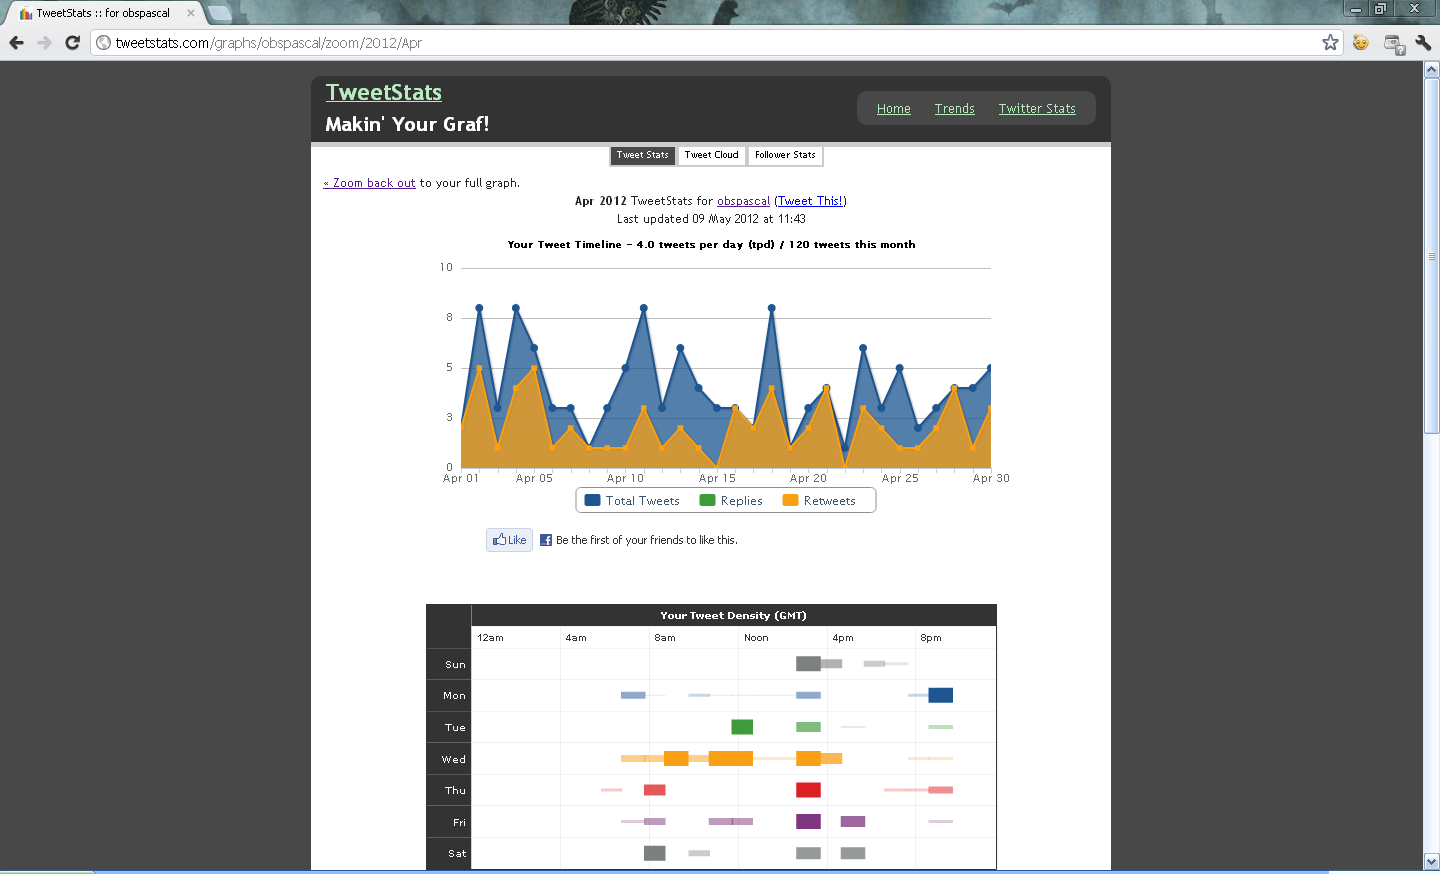 TweetStats :: for obspascal
tweetstats.com/graphs/obspascal/zoom/2012/Apr
TweetStats
Makin' Your Graf!
Home Trends Twitter Stats
Tweet Stats Tweet Cloud Follower Stats
« Zoom back out to your full graph.
Apr 2012 TweetStats for obspascal (Tweet This!)
Last updated 09 May 2012 at 11:43
Your Tweet Timeline - 4.0 tweets per day (tpd) / 120 tweets this month
10
8
5
3
0
Apr 01 Apr 05 Apr 10 Apr 15 Apr 20 Apr 25 Apr 30
Total Tweets Replies Retweets
Like Be the first of your friends to like this.
Your Tweet Density (GMT)
12am 4am 8am Noon 4pm 8pm
Sun
Mon
Tue
Wed
Thu
Fri
Sat